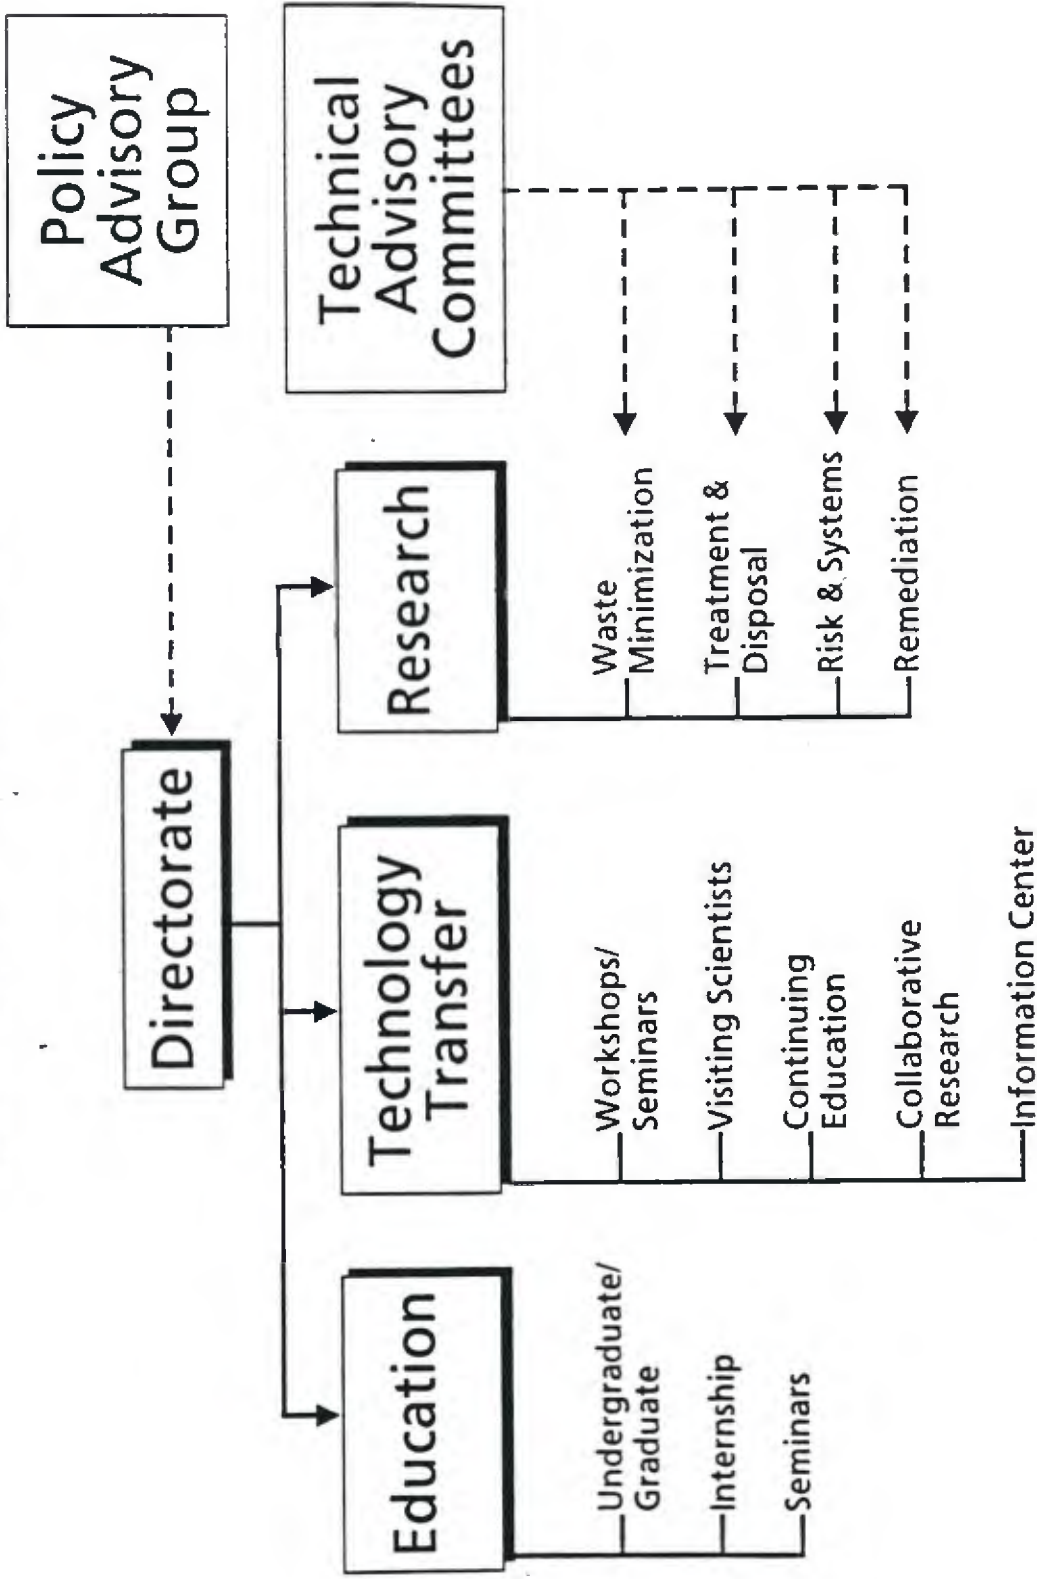 Policy
Advisory
Group
Directorate
Education
Technology
Transfer
Research
Technical
Advisory
Committees
Undergraduate/
Graduate
Internship
Seminars
Workshops/
Seminars
Visiting Scientists
Continuing
Education
Collaborative
Research
Information Center
Waste
Minimization
Treatment &
Disposal
Risk & Systems
Remediation